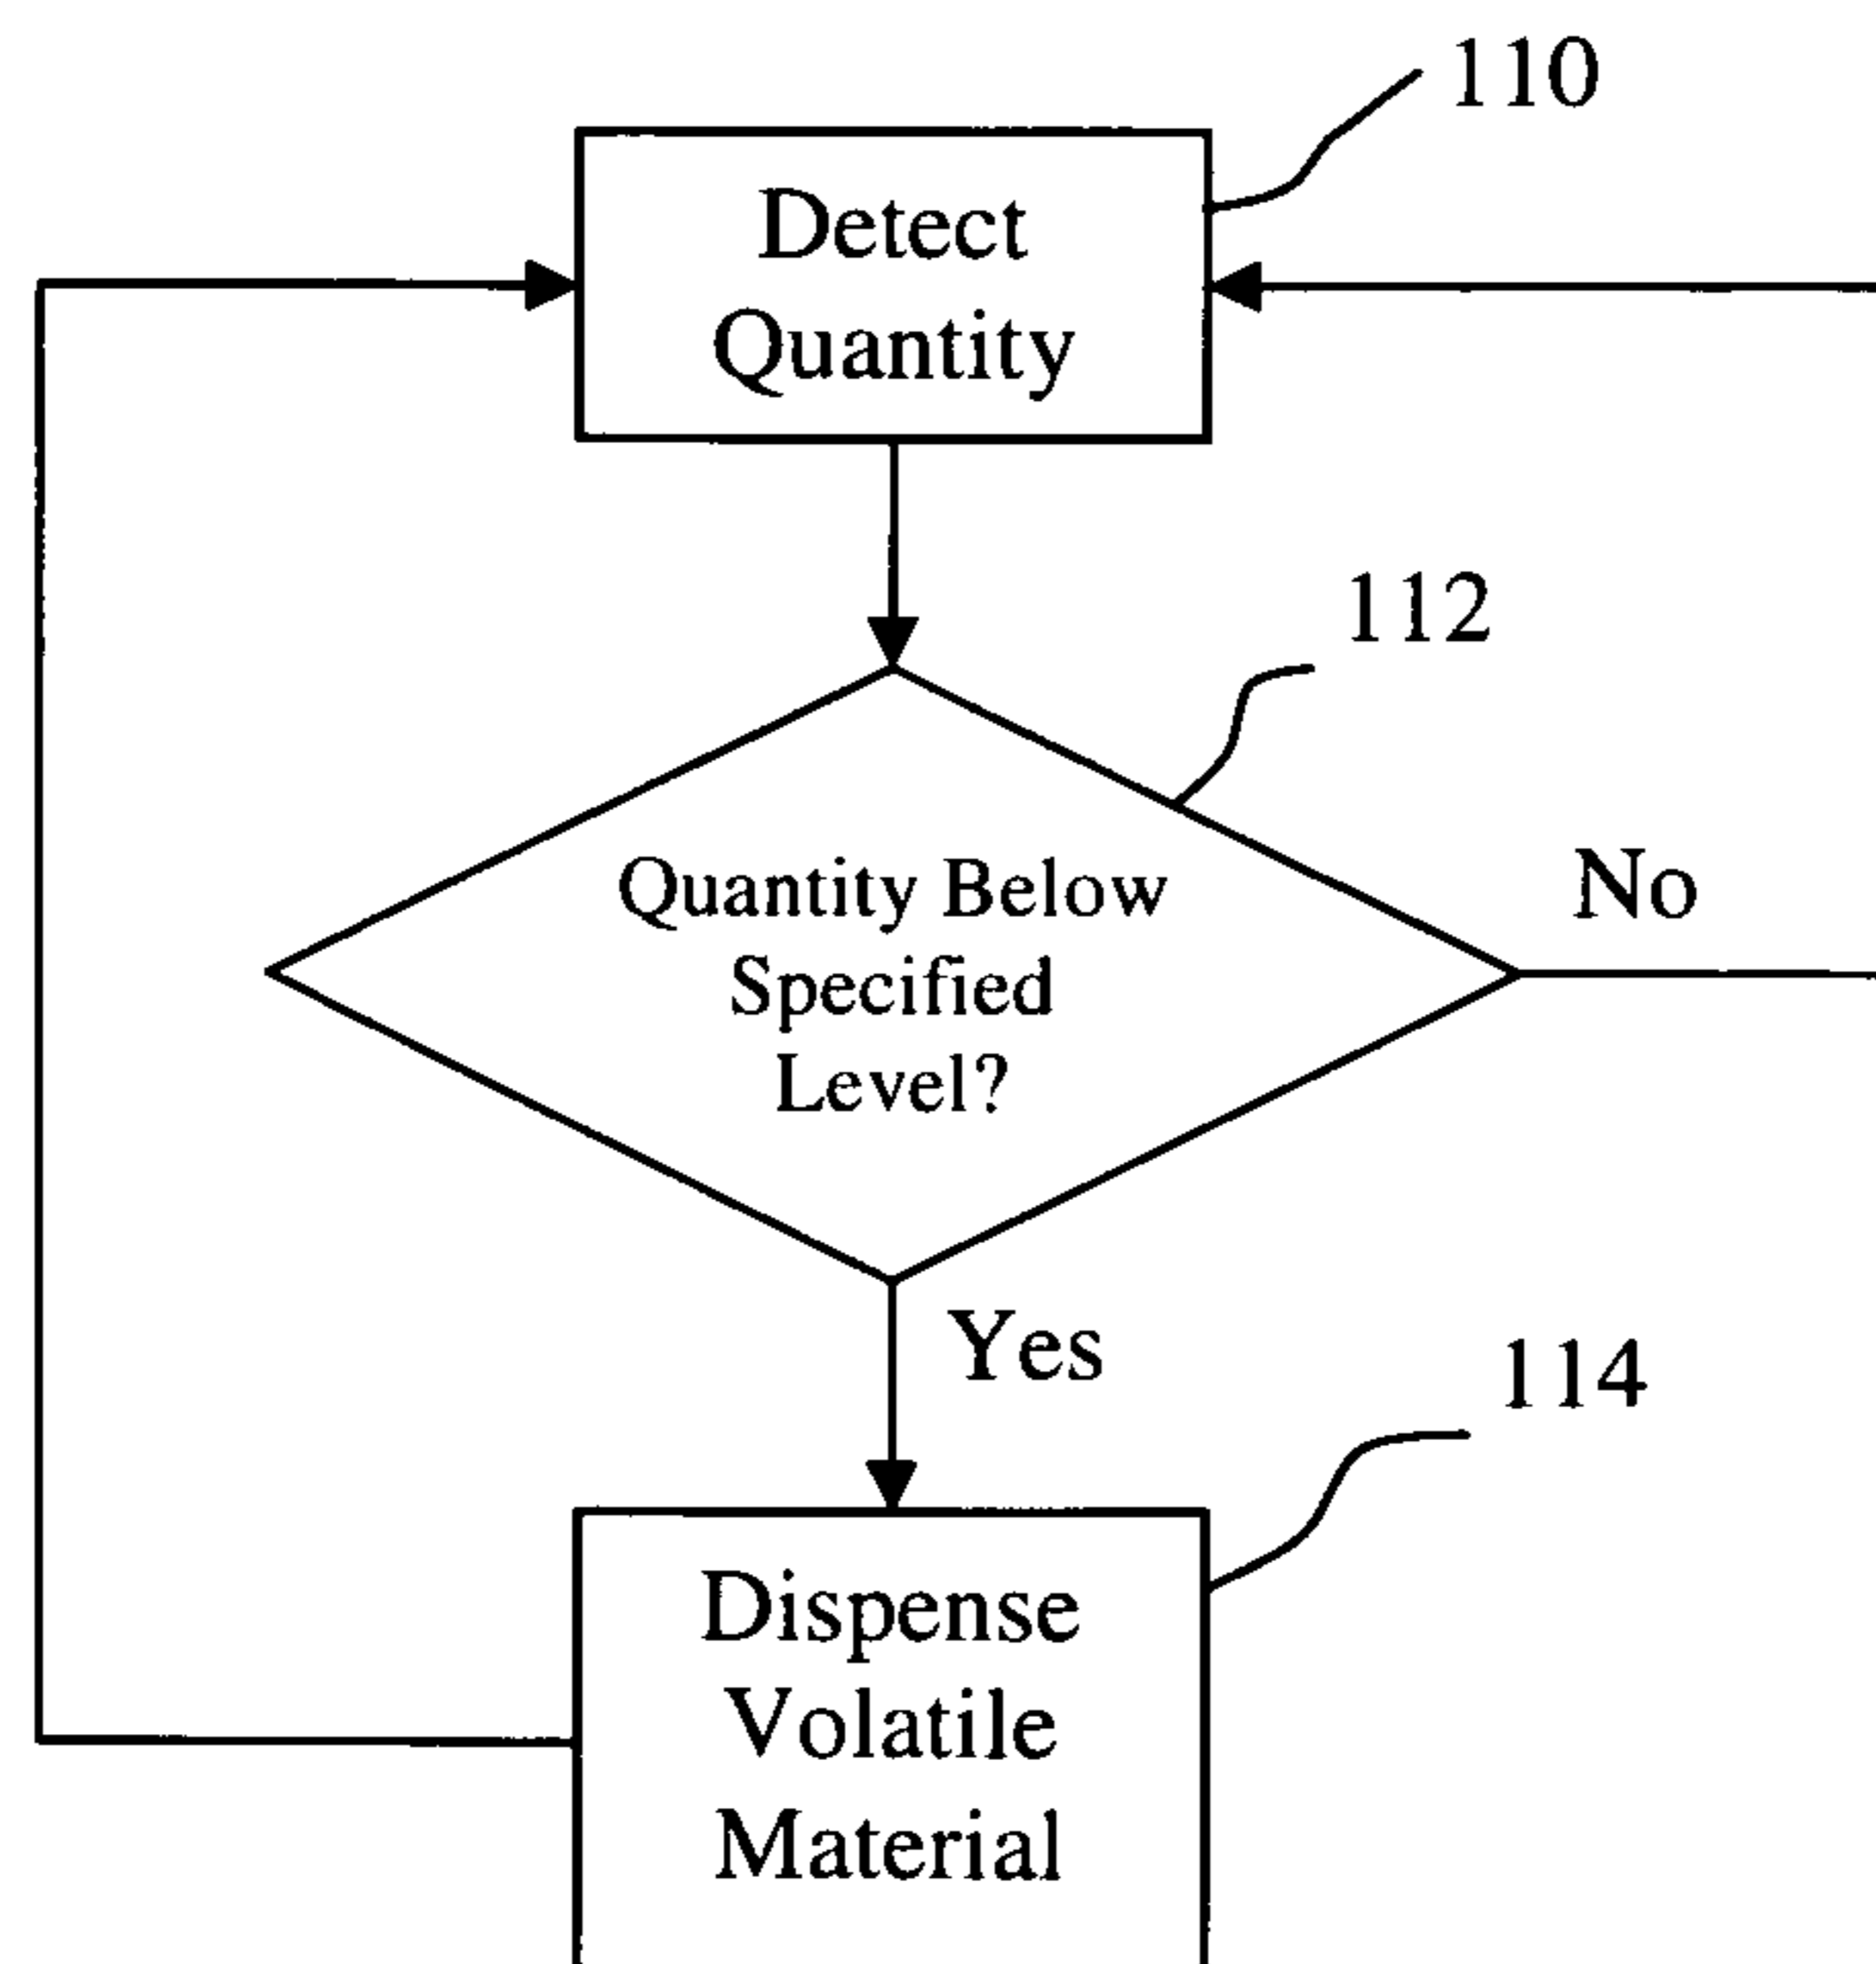 110
Detect
Quantity
112
Quantity Below
Specified
Level?
No
Yes
114
Dispense
Volatile
Material